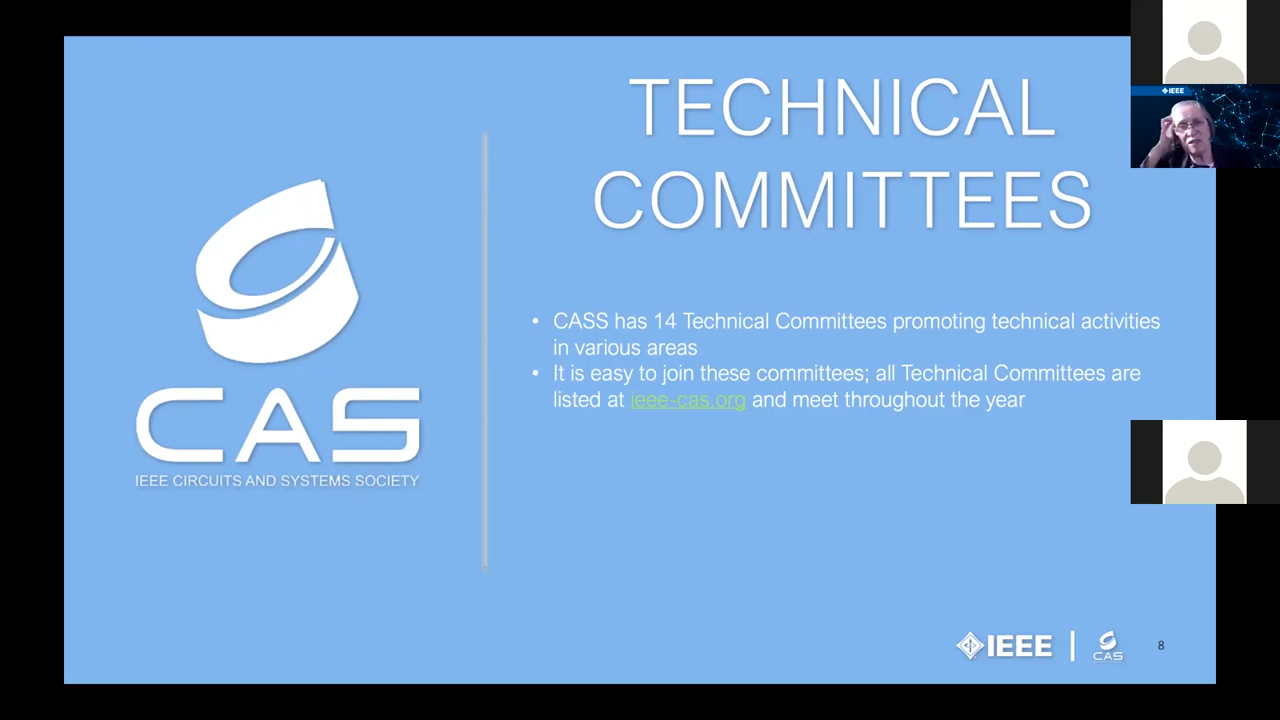 TECHNICAL
COMMITTEES
IEEE
CAS
IEEE CIRCUITS AND SYSTEMS SOCIETY
• CASS has 14 Technical Committees promoting technical activities
in various areas
• It is easy to join these committees; all Technical Committees are
listed at ieee-cas.org and meet throughout the year
IEEE
CAS
8